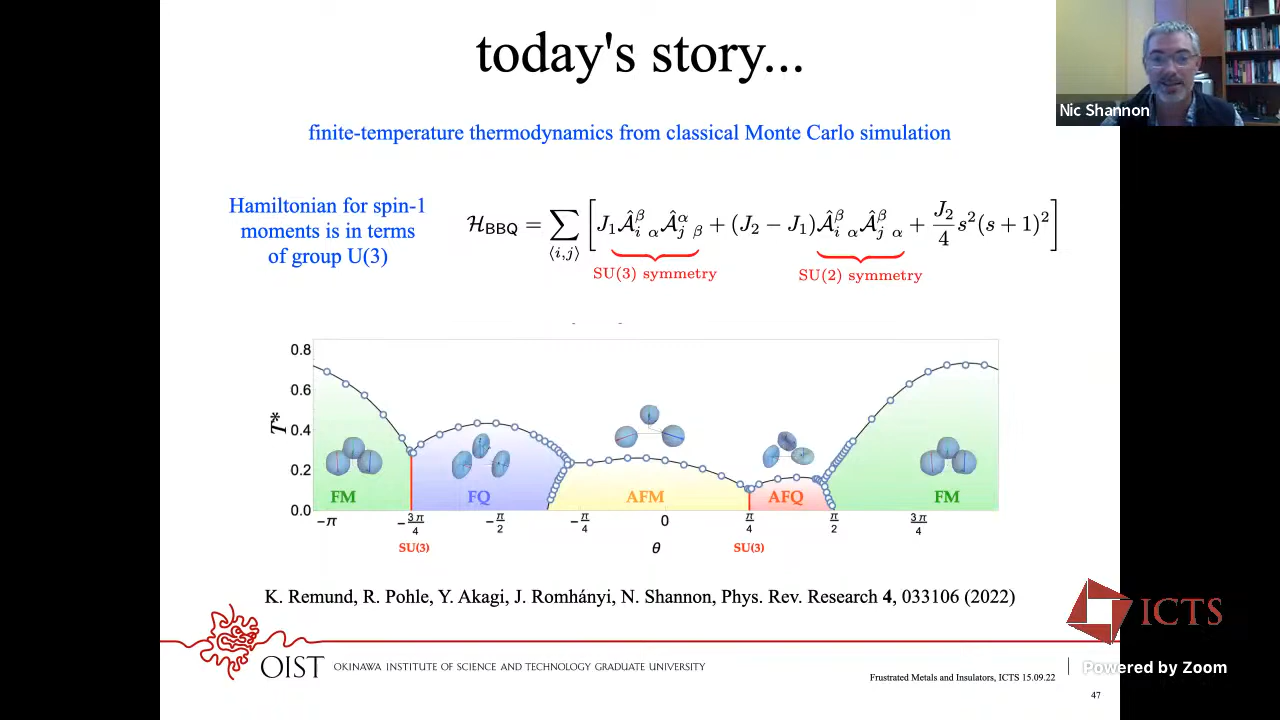 today's story...
Nic Shannon
finite-temperature thermodynamics from classical Monte Carlo simulation
Hamiltonian for spin-1
moments is in terms
of group U(3)
ℋ_BBQ = ∑_⟨i,j⟩ [ J₁ Â_i^β_α Â_j^α_β + (J₂ − J₁) Â_i^β_α Â_j^β_α + J₂/4 s²(s + 1)² ]
SU(3) symmetry
SU(2) symmetry
T*
0.8
0.6
0.4
0.2
0.0
FM
FQ
AFM
AFQ
FM
−π
−3π/4
−π/2
−π/4
0
π/4
π/2
3π/4
SU(3)
θ
SU(3)
K. Remund, R. Pohle, Y. Akagi, J. Romhányi, N. Shannon, Phys. Rev. Research 4, 033106 (2022)
ICTS
OIST OKINAWA INSTITUTE OF SCIENCE AND TECHNOLOGY GRADUATE UNIVERSITY
Powered by Zoom
Frustrated Metals and Insulators, ICTS 15.09.22
47